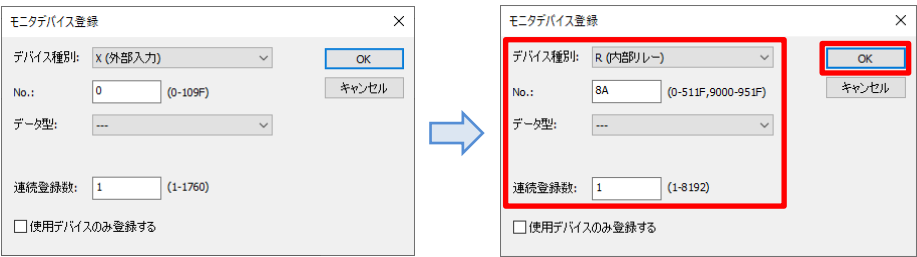 モニタデバイス登録
デバイス種別: X (外部入力)
OK
No.: 0 (0-109F)
キャンセル
データ型: ---
連続登録数: 1 (1-1760)
使用デバイスのみ登録する
モニタデバイス登録
デバイス種別: R (内部リレー)
OK
No.: 8A (0-511F,9000-951F)
キャンセル
データ型: ---
連続登録数: 1 (1-8192)
使用デバイスのみ登録する